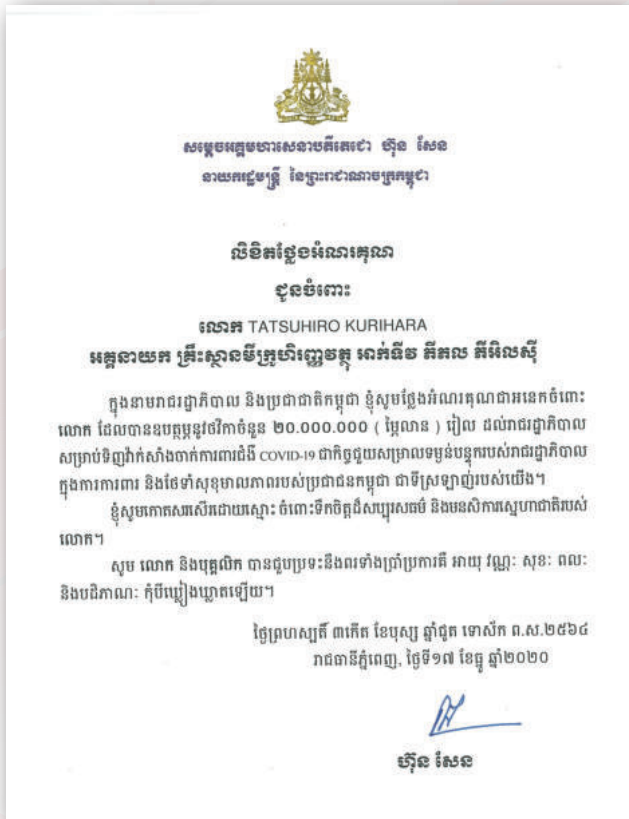 សម្តេចអគ្គមហាសេនាបតីតេជោ ហ៊ុន សែន
នាយករដ្ឋមន្ត្រី នៃព្រះរាជាណាចក្រកម្ពុជា
លិខិតថ្លែងអំណរគុណ
ជូនចំពោះ
លោក TATSUHIRO KURIHARA
អគ្គនាយក គ្រឹះស្ថានមីក្រូហិរញ្ញវត្ថុ អាក់ទីវ ភីភល ភីអិលស៊ី
ក្នុងនាមរាជរដ្ឋាភិបាល និងប្រជាជាតិកម្ពុជា ខ្ញុំសូមថ្លែងអំណរគុណជាអនេកចំពោះ
លោក ដែលបានឧបត្ថម្ភនូវថវិកាចំនួន ២០.០០០.០០០ ( ម្ភៃលាន ) រៀល ដល់រាជរដ្ឋាភិបាល
សម្រាប់ទិញវ៉ាក់សាំងចាក់ការពារជំងឺ COVID-19 ជាកិច្ចជួយសម្រាលទម្ងន់បន្ទុករបស់រាជរដ្ឋាភិបាល
ក្នុងការការពារ និងថែទាំសុខុមាលភាពរបស់ប្រជាជនកម្ពុជា ជាទីស្រឡាញ់របស់យើង។
ខ្ញុំសូមកោតសរសើរដោយស្មោះ ចំពោះទឹកចិត្តដ៏សប្បុរសធម៌ និងមនសិការស្នេហាជាតិរបស់
លោក។
សូម លោក និងបុគ្គលិក បានជួបប្រទះនឹងពរទាំងប្រាំប្រការគឺ អាយុ វណ្ណៈ សុខៈ ពលៈ
និងបដិភាណៈ កុំបីឃ្លៀងឃ្លាតឡើយ។
ថ្ងៃព្រហស្បតិ៍ ៣កើត ខែបុស្ស ឆ្នាំជូត ទោស័ក ព.ស.២៥៦៤
រាជធានីភ្នំពេញ, ថ្ងៃទី១៧ ខែធ្នូ ឆ្នាំ២០២០
ហ៊ុន សែន